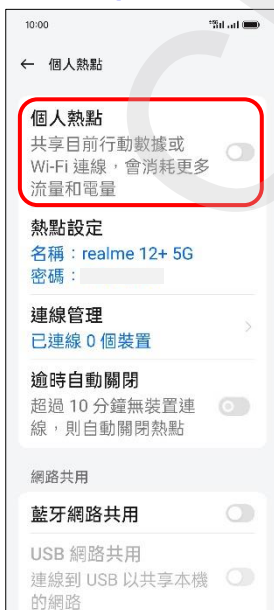 10:00
← 個人熱點
個人熱點
共享目前行動數據或
Wi-Fi 連線，會消耗更多
流量和電量
熱點設定
名稱：realme 12+ 5G
密碼：
連線管理
已連線 0 個裝置
逾時自動關閉
超過 10 分鐘無裝置連
線，則自動關閉熱點
網路共用
藍牙網路共用
USB 網路共用
連線到 USB 以共享本機
的網路